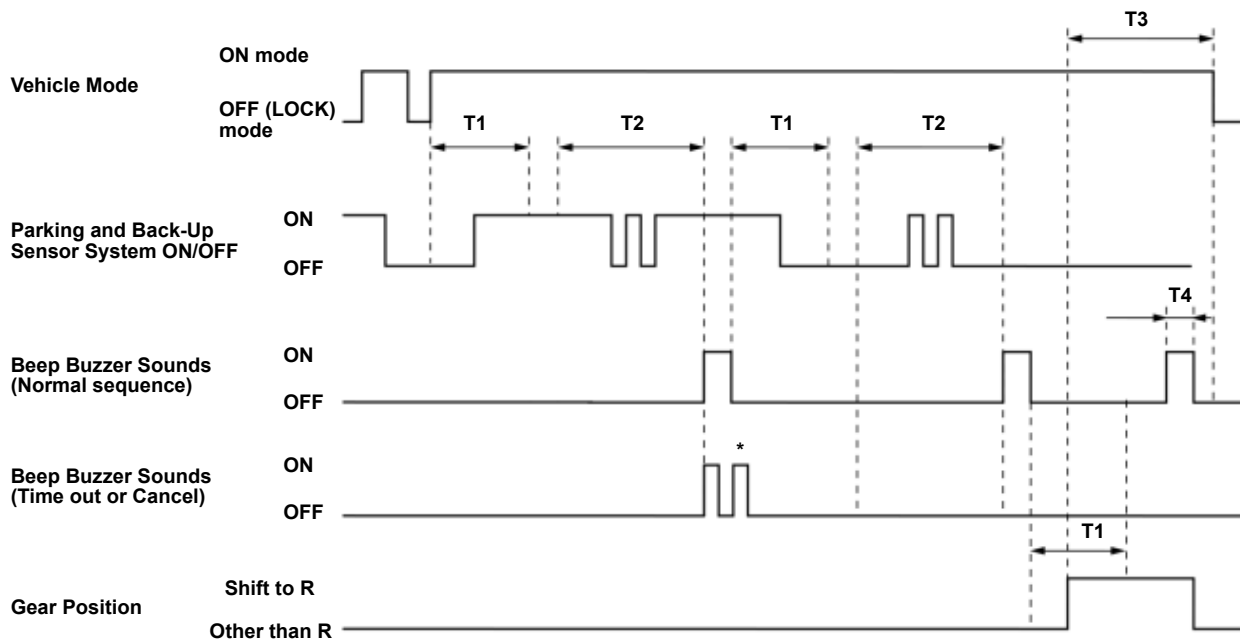 T3
ON mode
Vehicle Mode
OFF (LOCK)
mode
T1
T2
T1
T2
Parking and Back-Up
Sensor System ON/OFF
ON
OFF
T4
Beep Buzzer Sounds
(Normal sequence)
ON
OFF
*
Beep Buzzer Sounds
(Time out or Cancel)
ON
OFF
T1
Gear Position
Shift to R
Other than R